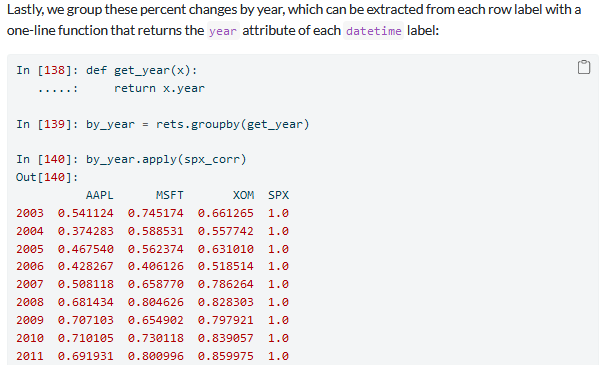 Lastly, we group these percent changes by year, which can be extracted from each row label with a
one-line function that returns the year attribute of each datetime label:
In [138]: def get_year(x):
   .....:     return x.year
In [139]: by_year = rets.groupby(get_year)
In [140]: by_year.apply(spx_corr)
Out[140]:
          AAPL      MSFT       XOM  SPX
2003  0.541124  0.745174  0.661265  1.0
2004  0.374283  0.588531  0.557742  1.0
2005  0.467540  0.562374  0.631010  1.0
2006  0.428267  0.406126  0.518514  1.0
2007  0.508118  0.658770  0.786264  1.0
2008  0.681434  0.804626  0.828303  1.0
2009  0.707103  0.654902  0.797921  1.0
2010  0.710105  0.730118  0.839057  1.0
2011  0.691931  0.800996  0.859975  1.0